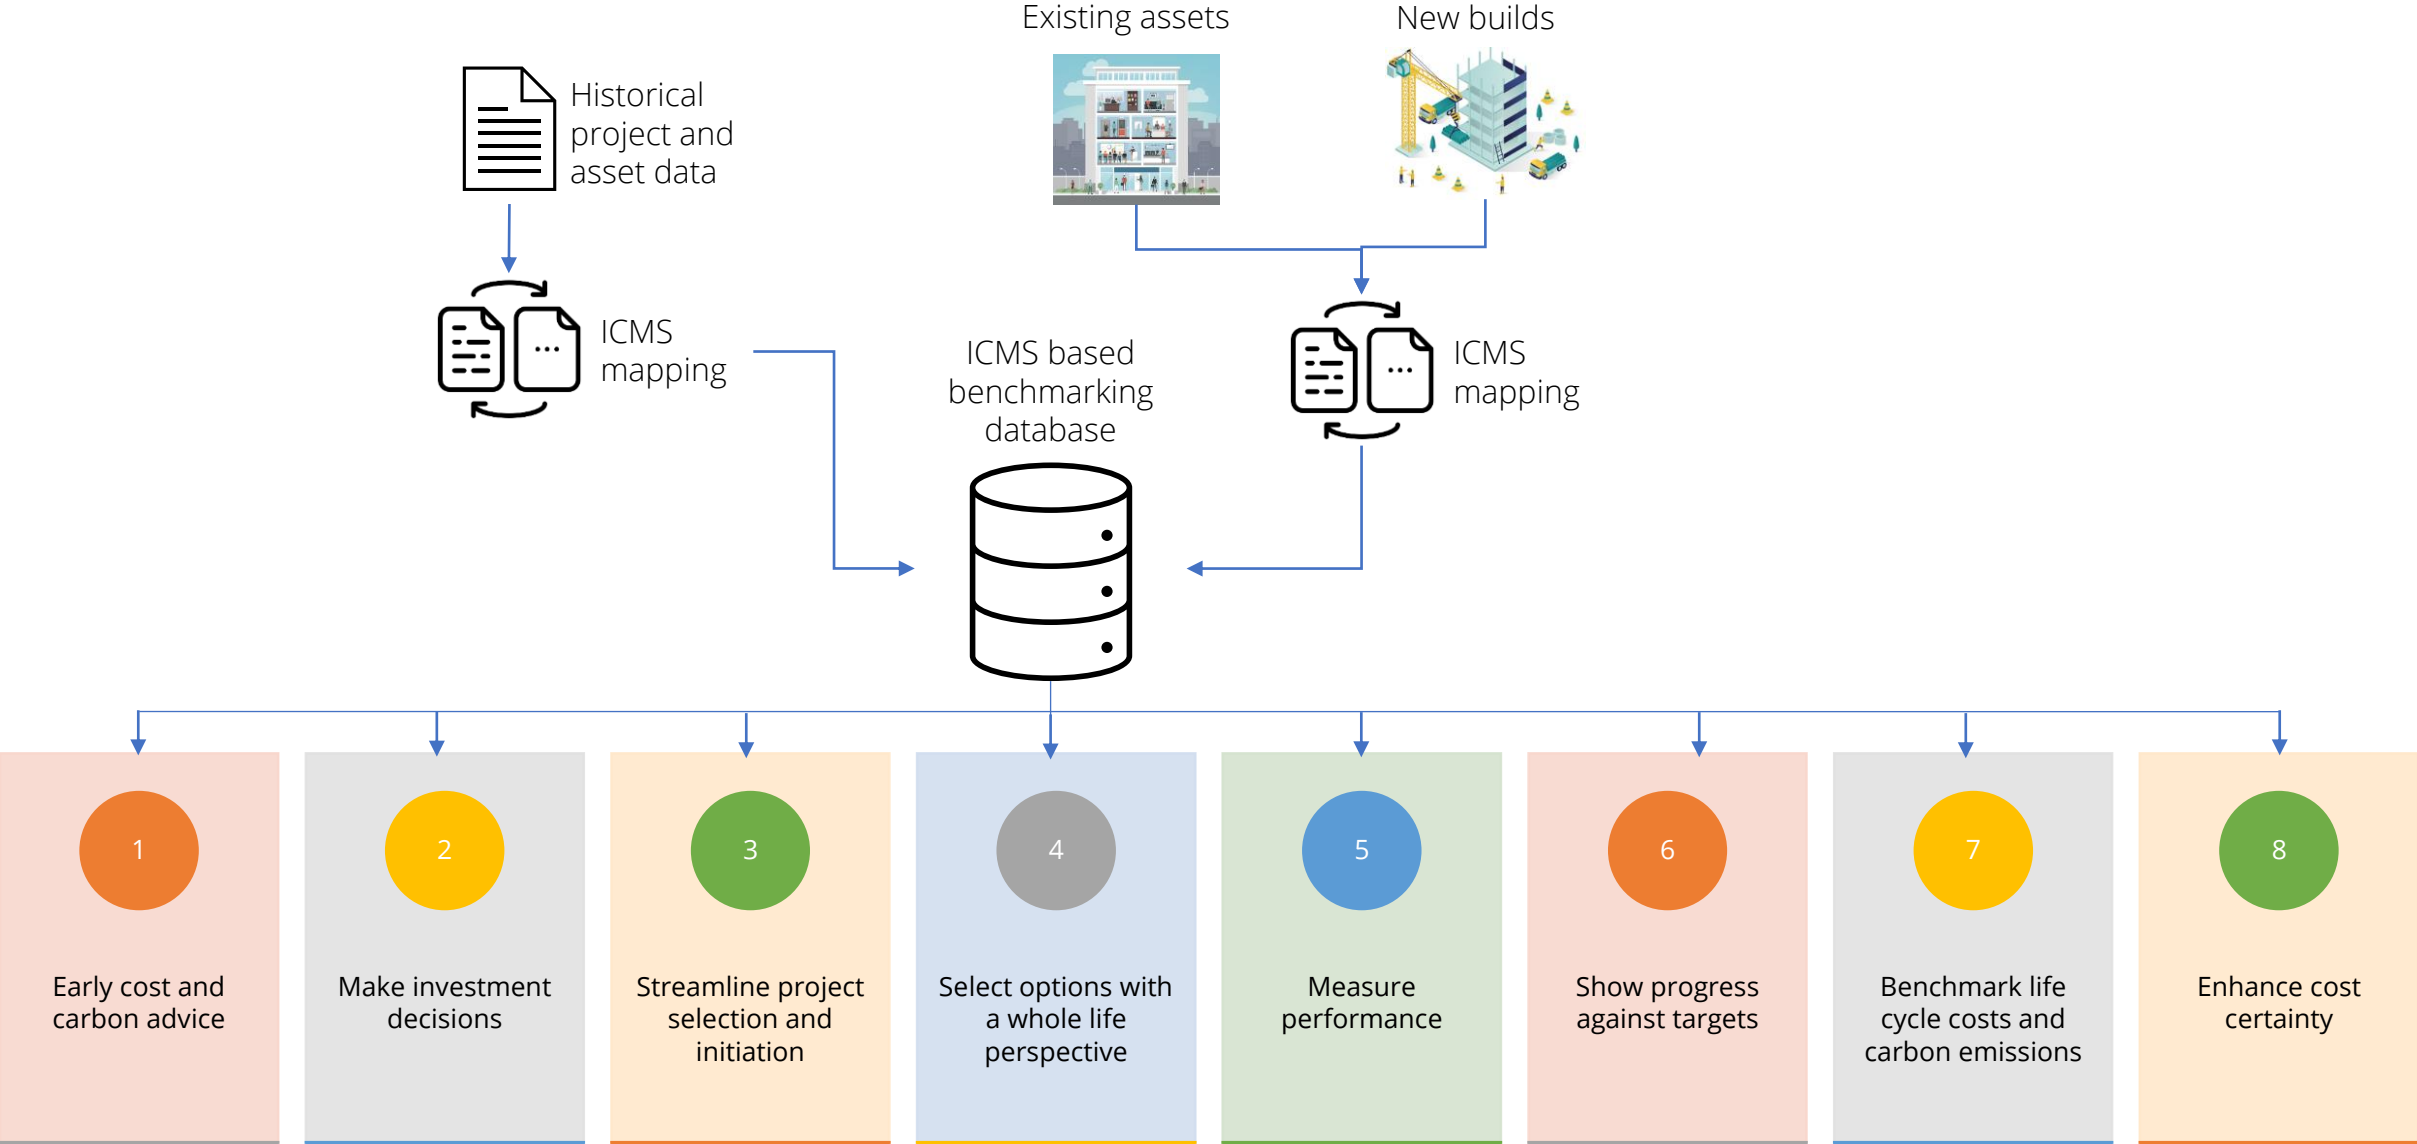 Existing assets
New builds
Historical
project and
asset data
ICMS
mapping
ICMS based
benchmarking
database
ICMS
mapping
1
Early cost and
carbon advice
2
Make investment
decisions
3
Streamline project
selection and
initiation
4
Select options with
a whole life
perspective
5
Measure
performance
6
Show progress
against targets
7
Benchmark life
cycle costs and
carbon emissions
8
Enhance cost
certainty